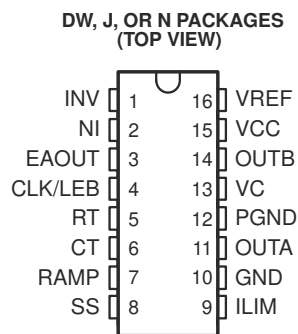 DW, J, OR N PACKAGES
(TOP VIEW)
INV 1 16 VREF
NI 2 15 VCC
EAOUT 3 14 OUTB
CLK/LEB 4 13 VC
RT 5 12 PGND
CT 6 11 OUTA
RAMP 7 10 GND
SS 8 9 ILIM